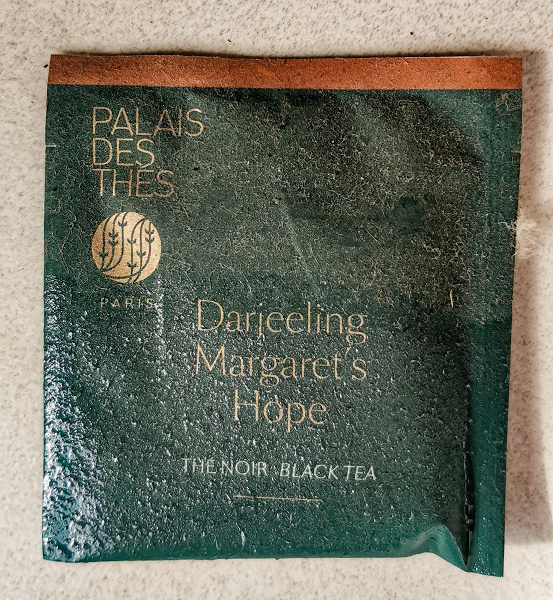 PALAIS
DES
THÉS
PARIS
Darjeeling
Margaret's
Hope
THÉ NOIR BLACK TEA